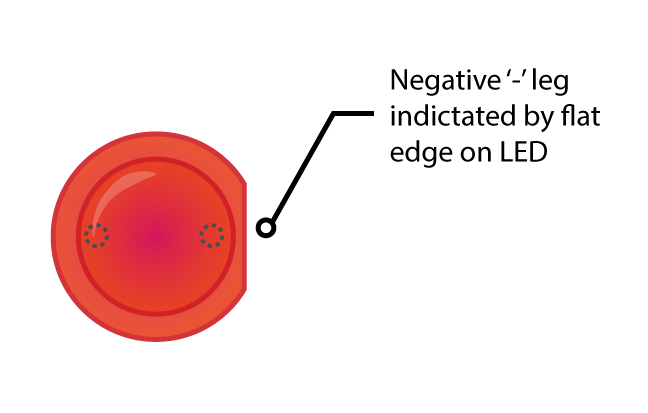 Negative ‘-’ leg
indictated by flat
edge on LED